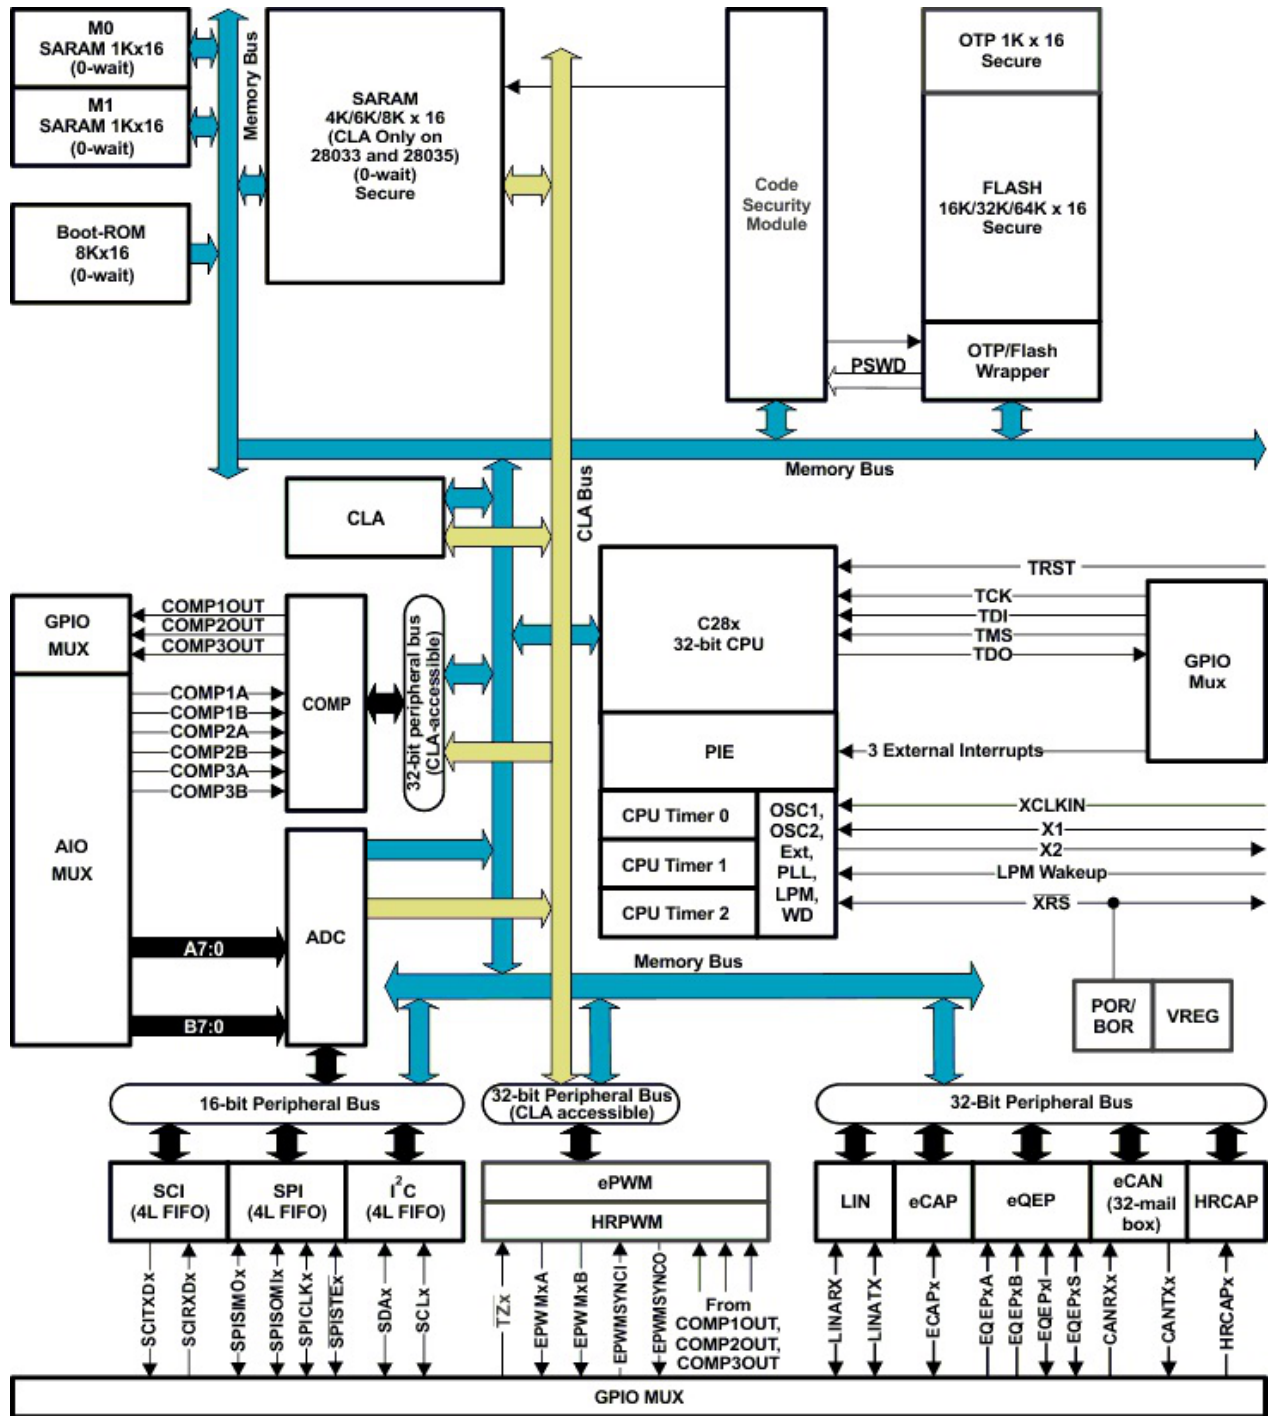 M0
SARAM 1Kx16
(0-wait)
M1
SARAM 1Kx16
(0-wait)
Boot-ROM
8Kx16
(0-wait)
Memory Bus
SARAM
4K/6K/8K x 16
(CLA Only on
28033 and 28035)
(0-wait)
Secure
Code
Security
Module
OTP 1K x 16
Secure
FLASH
16K/32K/64K x 16
Secure
OTP/Flash
Wrapper
PSWD
Memory Bus
CLA
CLA Bus
GPIO
MUX
COMP1OUT
COMP2OUT
COMP3OUT
AIO
MUX
COMP1A
COMP1B
COMP2A
COMP2B
COMP3A
COMP3B
COMP
32-bit peripheral bus
(CLA-accessible)
C28x
32-bit CPU
TRST
TCK
TDI
TMS
TDO
GPIO
Mux
PIE
3 External Interrupts
CPU Timer 0
CPU Timer 1
CPU Timer 2
OSC1,
OSC2,
Ext,
PLL,
LPM,
WD
XCLKIN
X1
X2
LPM Wakeup
XRS
POR/
BOR
VREG
A7:0
B7:0
ADC
Memory Bus
16-bit Peripheral Bus
32-bit Peripheral Bus
(CLA accessible)
32-Bit Peripheral Bus
SCI
(4L FIFO)
SPI
(4L FIFO)
I2C
(4L FIFO)
ePWM
HRPWM
LIN
eCAP
eQEP
eCAN
(32-mail
box)
HRCAP
SCITXDx
SCIRXDx
SPISIMOx
SPISOMIx
SPICLKx
SPISTEx
SDAx
SCLx
TZx
EPWMxA
EPWMxB
EPWMSYNCI
EPWMSYNCO
From
COMP1OUT,
COMP2OUT,
COMP3OUT
LINARX
LINATX
ECAPx
EQEPxA
EQEPxB
EQEPxI
EQEPxS
CANRXx
CANTXx
HRCAPx
GPIO MUX